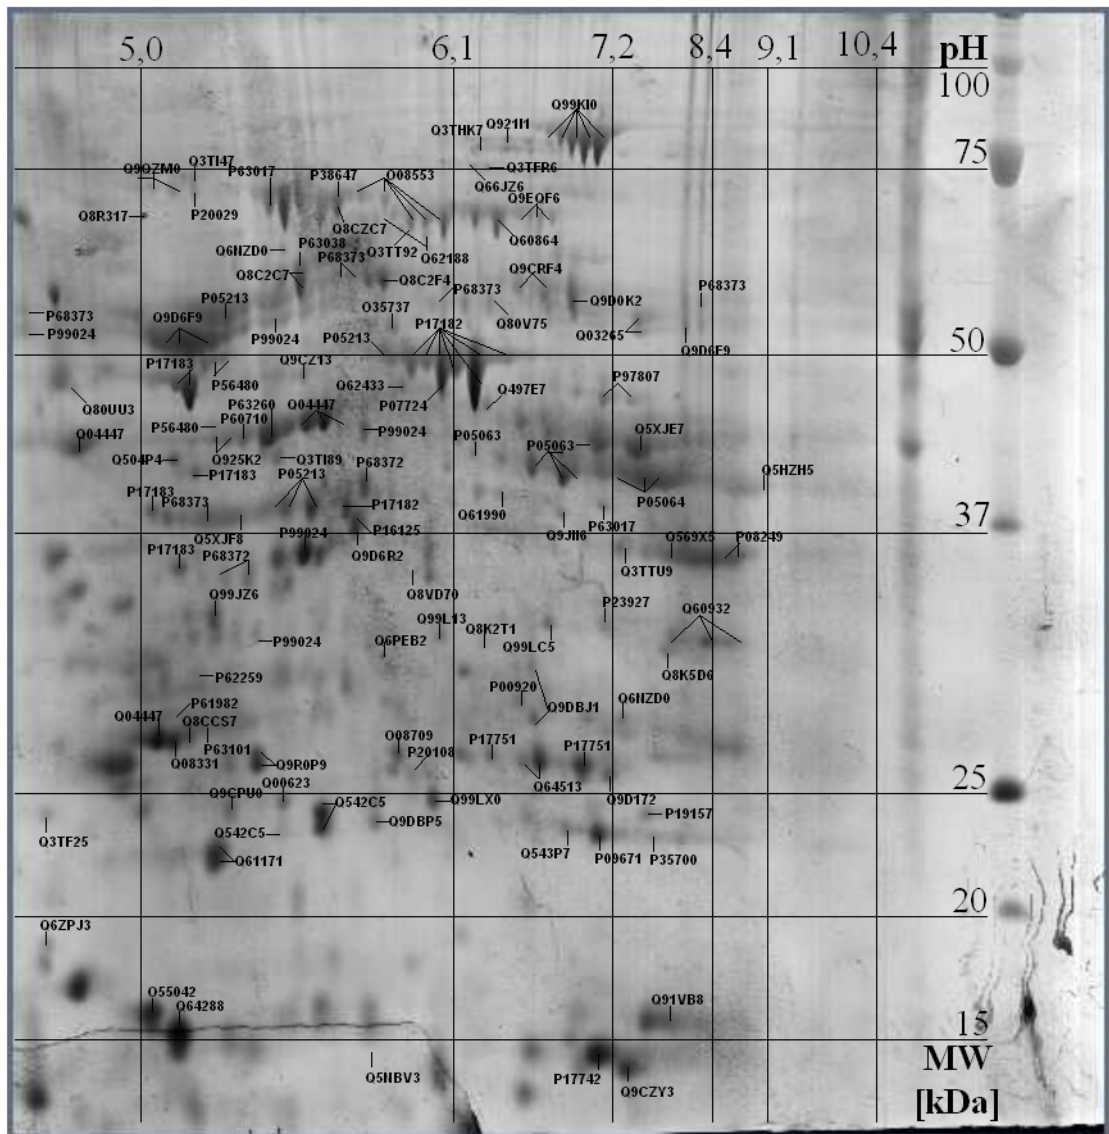 5,0 6,1 7,2 8,4 9,1 10,4 pH
100
Q99KI0
Q3THK7 Q921I1
75
Q9QZM0 Q3TI47 P63017 P38647 O08553 Q3TFR6
Q66JZ6
Q9EQF6
Q8R317 P20029
Q8CZC7 Q60864
Q6NZD0 P63038 Q3TT92 Q62188
P68373
Q8C2C7 Q8C2F4 Q9CRF4
P68373 P68373
P05213 O35737 Q9D0K2
P68373 Q9D6F9 P17182 Q80V75
P99024 P99024 P05213 Q03265
Q9D6F9
50
P17183 Q9CZ13
P56480 Q62433 Q497E7 P97807
Q80UU3 P63260 Q04447 P07724
P60710
Q04447 P56480 P99024 P05063 P05063 Q5XJE7
Q504P4 Q925K2 Q3TI89
P17183 P05213 P68372 Q5HZH5
P17183 P68373 P17182 Q61990 P05064
P63017
37
Q5XJF8 P99024 P16125 Q9JII6 Q569X5 P08249
P17183 P68372 Q9D6R2 Q3TTU9
Q99JZ6 Q8VD70
P23927 Q60932
Q99L13 Q8K2T1
P99024 Q6PEB2 Q99LC5
P62259 Q8K5D6
P00920
P61982 Q9DBJ1 Q6NZD0
Q04447 Q8CCS7
P63101 O08709 P17751 P17751
Q08331 Q9R0P9 P20108
Q00623 Q64513
25
Q9CPU0 Q542C5 Q99LX0 Q9D172
P19157
Q9DBP5
Q3TF25 Q542C5 Q543P7 P09671 P35700
Q61171
20
Q6ZPJ3
Q55042 Q91VB8
Q64288
15
MW
Q5NBV3 P17742 Q9CZY3
[kDa]